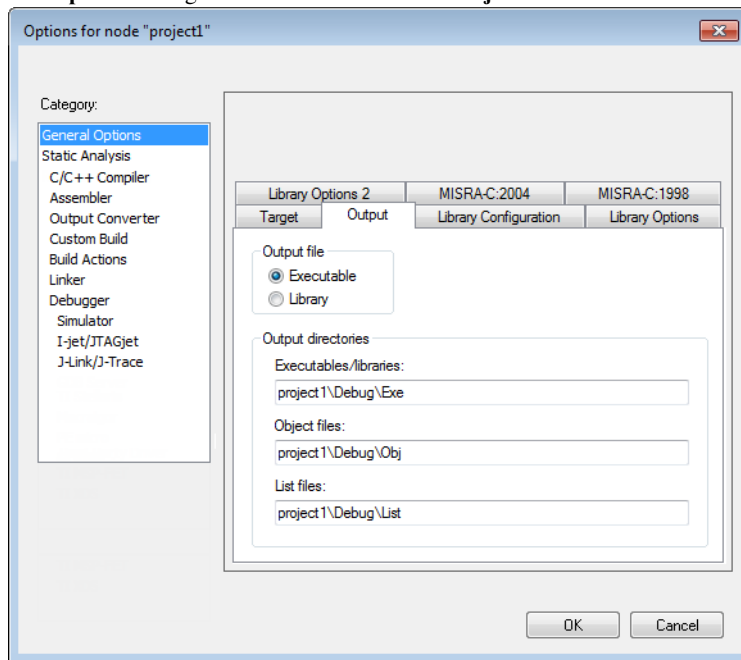 Options for node "project1"
Category:
General Options
Static Analysis
C/C++ Compiler
Assembler
Output Converter
Custom Build
Build Actions
Linker
Debugger
Simulator
I-jet/JTAGjet
J-Link/J-Trace
Library Options 2 MISRA-C:2004 MISRA-C:1998
Target Output Library Configuration Library Options
Output file
Executable
Library
Output directories
Executables/libraries:
project1\Debug\Exe
Object files:
project1\Debug\Obj
List files:
project1\Debug\List
OK Cancel